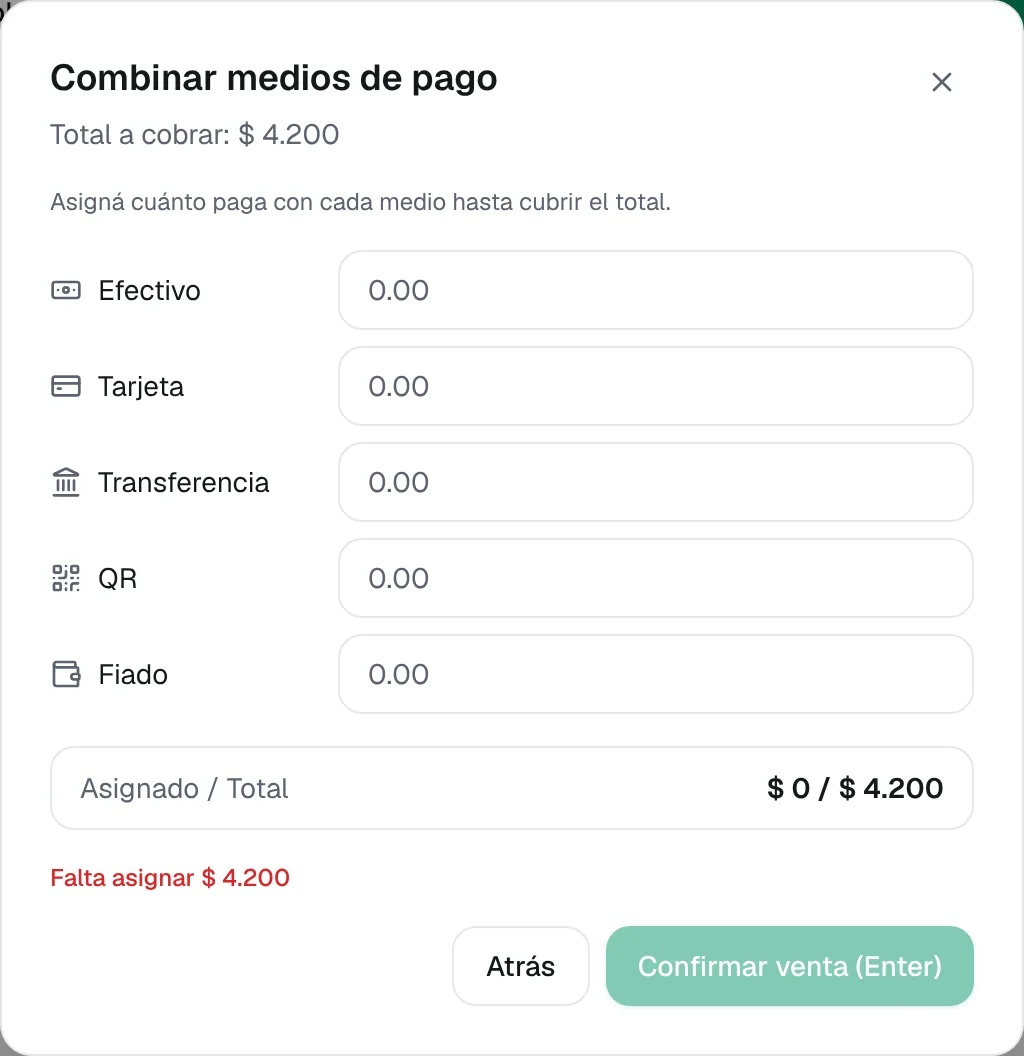 Combinar medios de pago
Total a cobrar: $ 4.200
Asigná cuánto paga con cada medio hasta cubrir el total.
Efectivo 0.00
Tarjeta 0.00
Transferencia 0.00
QR 0.00
Fiado 0.00
Asignado / Total $ 0 / $ 4.200
Falta asignar $ 4.200
Atrás Confirmar venta (Enter)